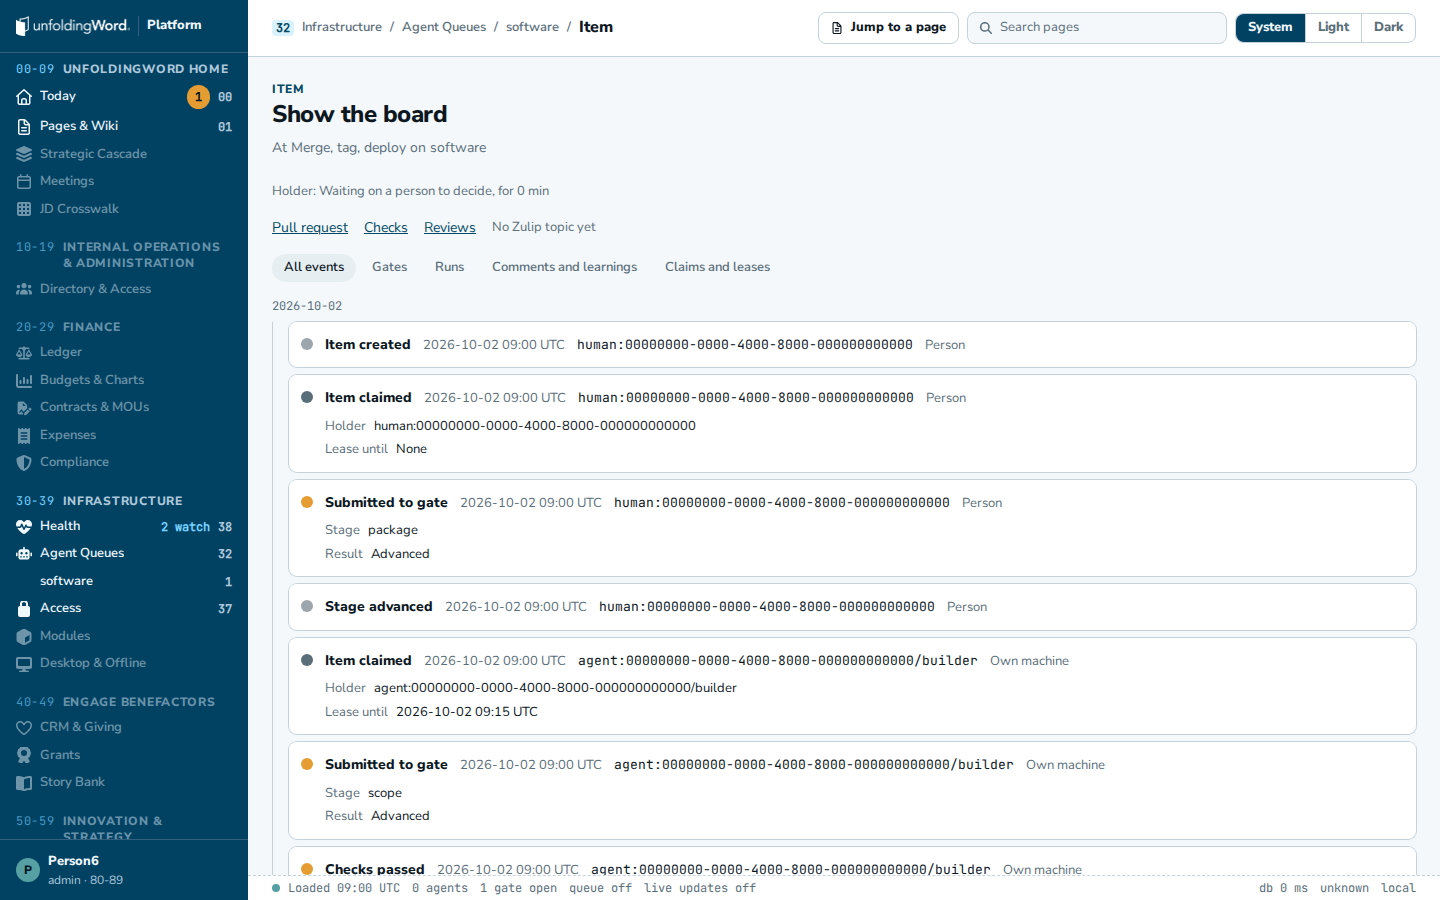 unfoldingWord Platform
00-09 UNFOLDINGWORD HOME
Today 1 00
Pages & Wiki 01
Strategic Cascade
Meetings
JD Crosswalk
10-19 INTERNAL OPERATIONS
& ADMINISTRATION
Directory & Access
20-29 FINANCE
Ledger
Budgets & Charts
Contracts & MOUs
Expenses
Compliance
30-39 INFRASTRUCTURE
Health 2 watch 38
Agent Queues 32
software 1
Access 37
Modules
Desktop & Offline
40-49 ENGAGE BENEFACTORS
CRM & Giving
Grants
Story Bank
50-59 INNOVATION &
STRATEGY
P Person6
admin · 80-89
32 Infrastructure / Agent Queues / software / Item
Jump to a page
Search pages
System Light Dark
ITEM
Show the board
At Merge, tag, deploy on software
Holder: Waiting on a person to decide, for 0 min
Pull request Checks Reviews No Zulip topic yet
All events Gates Runs Comments and learnings Claims and leases
2026-10-02
Item created 2026-10-02 09:00 UTC human:00000000-0000-4000-8000-000000000000 Person
Item claimed 2026-10-02 09:00 UTC human:00000000-0000-4000-8000-000000000000 Person
Holder human:00000000-0000-4000-8000-000000000000
Lease until None
Submitted to gate 2026-10-02 09:00 UTC human:00000000-0000-4000-8000-000000000000 Person
Stage package
Result Advanced
Stage advanced 2026-10-02 09:00 UTC human:00000000-0000-4000-8000-000000000000 Person
Item claimed 2026-10-02 09:00 UTC agent:00000000-0000-4000-8000-000000000000/builder Own machine
Holder agent:00000000-0000-4000-8000-000000000000/builder
Lease until 2026-10-02 09:15 UTC
Submitted to gate 2026-10-02 09:00 UTC agent:00000000-0000-4000-8000-000000000000/builder Own machine
Stage scope
Result Advanced
Checks passed 2026-10-02 09:00 UTC agent:00000000-0000-4000-8000-000000000000/builder Own machine
Loaded 09:00 UTC 0 agents 1 gate open queue off live updates off
db 0 ms unknown local